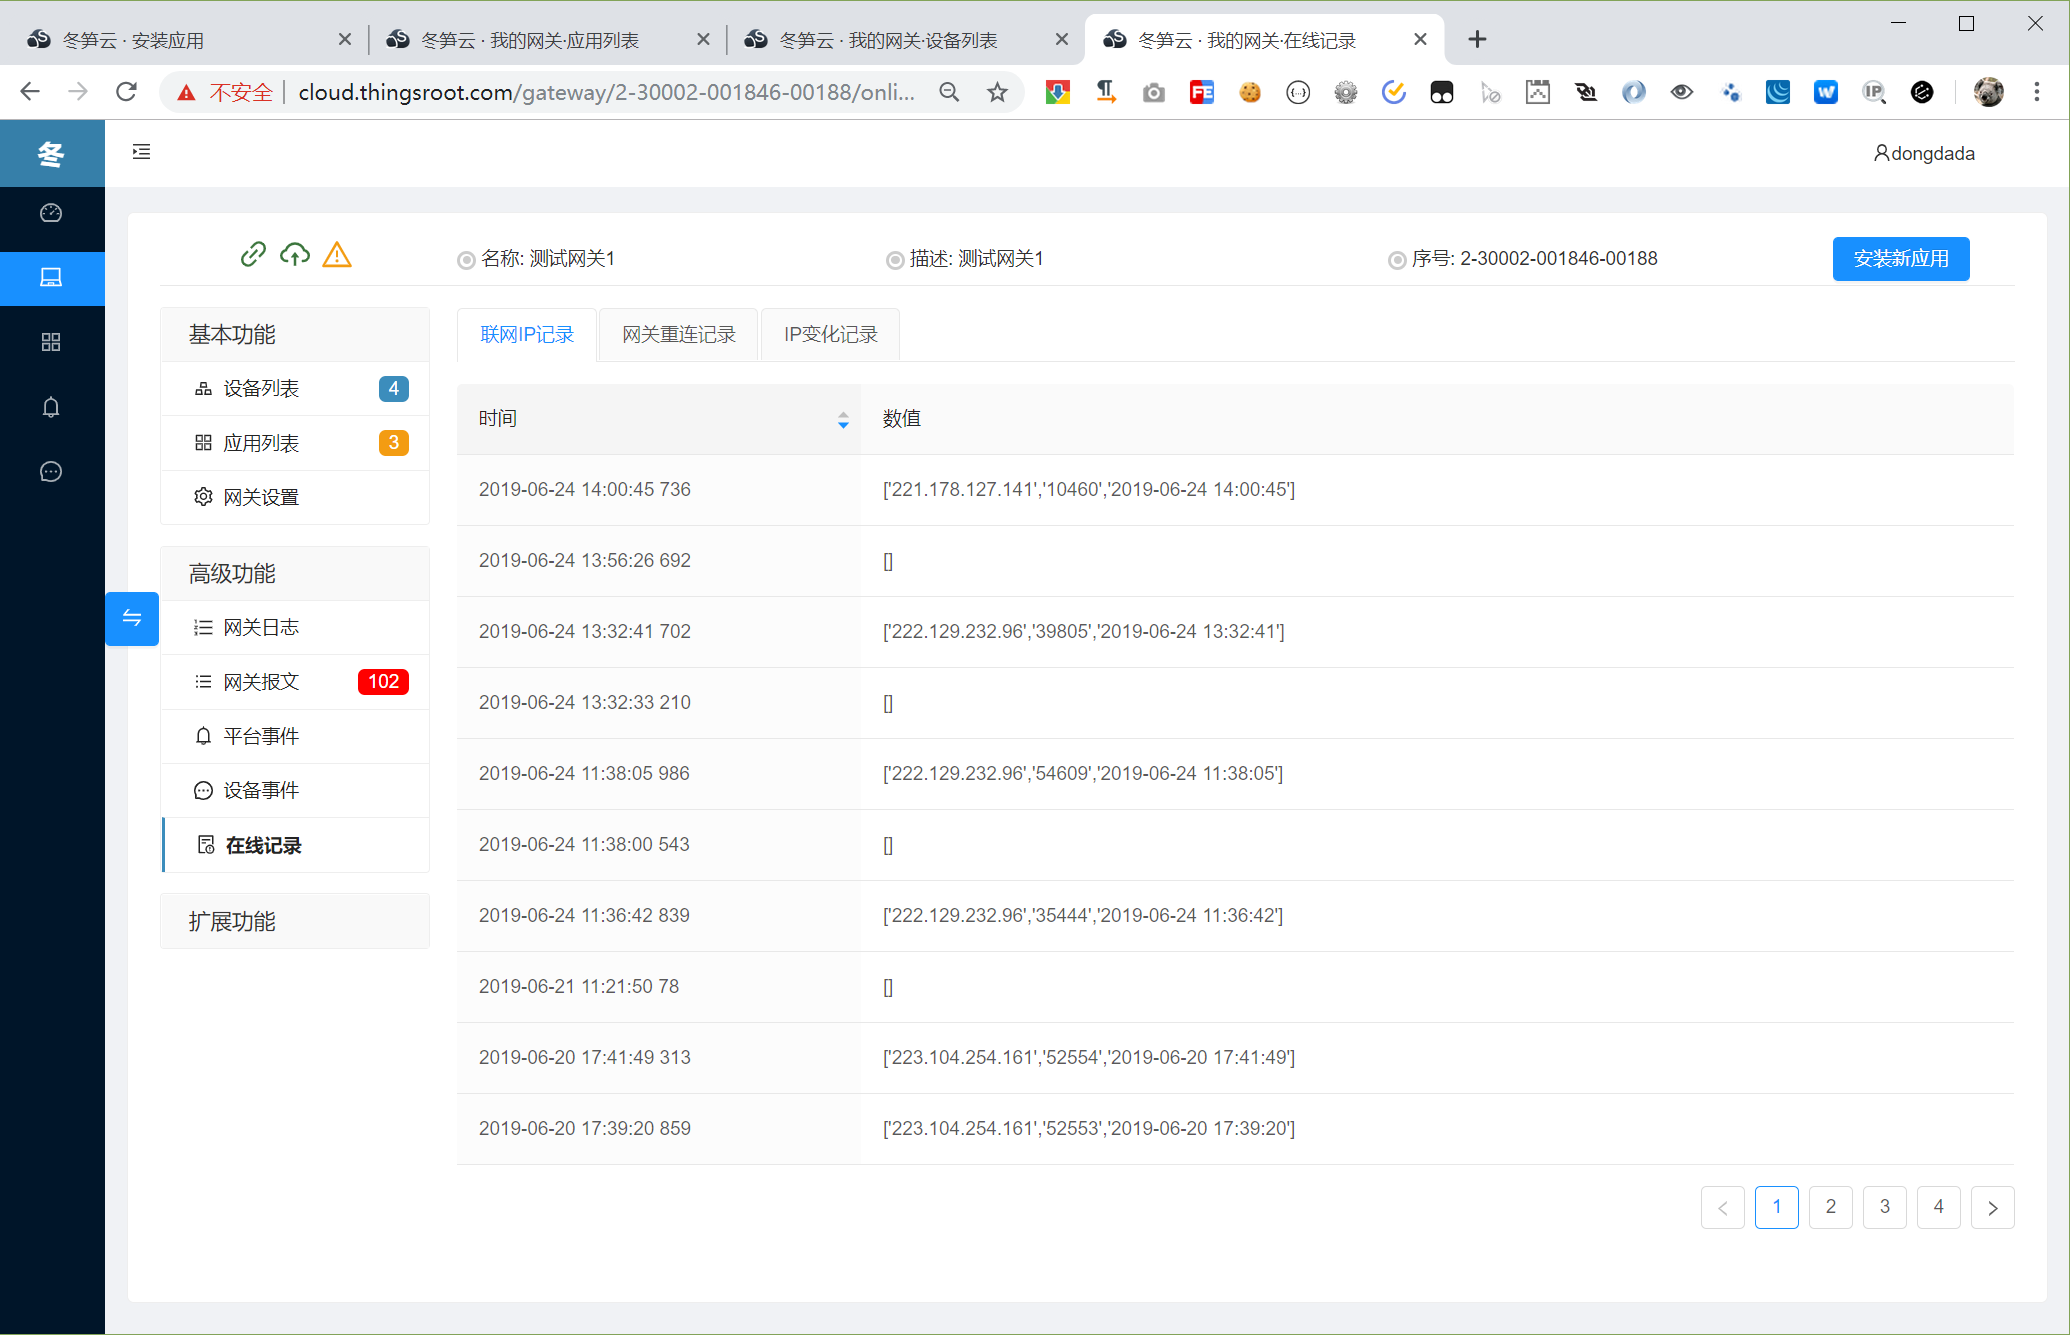 冬笋云 · 安装应用
冬笋云 · 我的网关·应用列表
冬笋云 · 我的网关·设备列表
冬笋云 · 我的网关·在线记录
不安全
cloud.thingsroot.com/gateway/2-30002-001846-00188/onli...
冬
dongdada
名称: 测试网关1
描述: 测试网关1
序号: 2-30002-001846-00188
安装新应用
基本功能
设备列表 4
应用列表 3
网关设置
高级功能
网关日志
网关报文 102
平台事件
设备事件
在线记录
扩展功能
联网IP记录
网关重连记录
IP变化记录
时间 数值
2019-06-24 14:00:45 736 ['221.178.127.141','10460','2019-06-24 14:00:45']
2019-06-24 13:56:26 692 []
2019-06-24 13:32:41 702 ['222.129.232.96','39805','2019-06-24 13:32:41']
2019-06-24 13:32:33 210 []
2019-06-24 11:38:05 986 ['222.129.232.96','54609','2019-06-24 11:38:05']
2019-06-24 11:38:00 543 []
2019-06-24 11:36:42 839 ['222.129.232.96','35444','2019-06-24 11:36:42']
2019-06-21 11:21:50 78 []
2019-06-20 17:41:49 313 ['223.104.254.161','52554','2019-06-20 17:41:49']
2019-06-20 17:39:20 859 ['223.104.254.161','52553','2019-06-20 17:39:20']
1 2 3 4